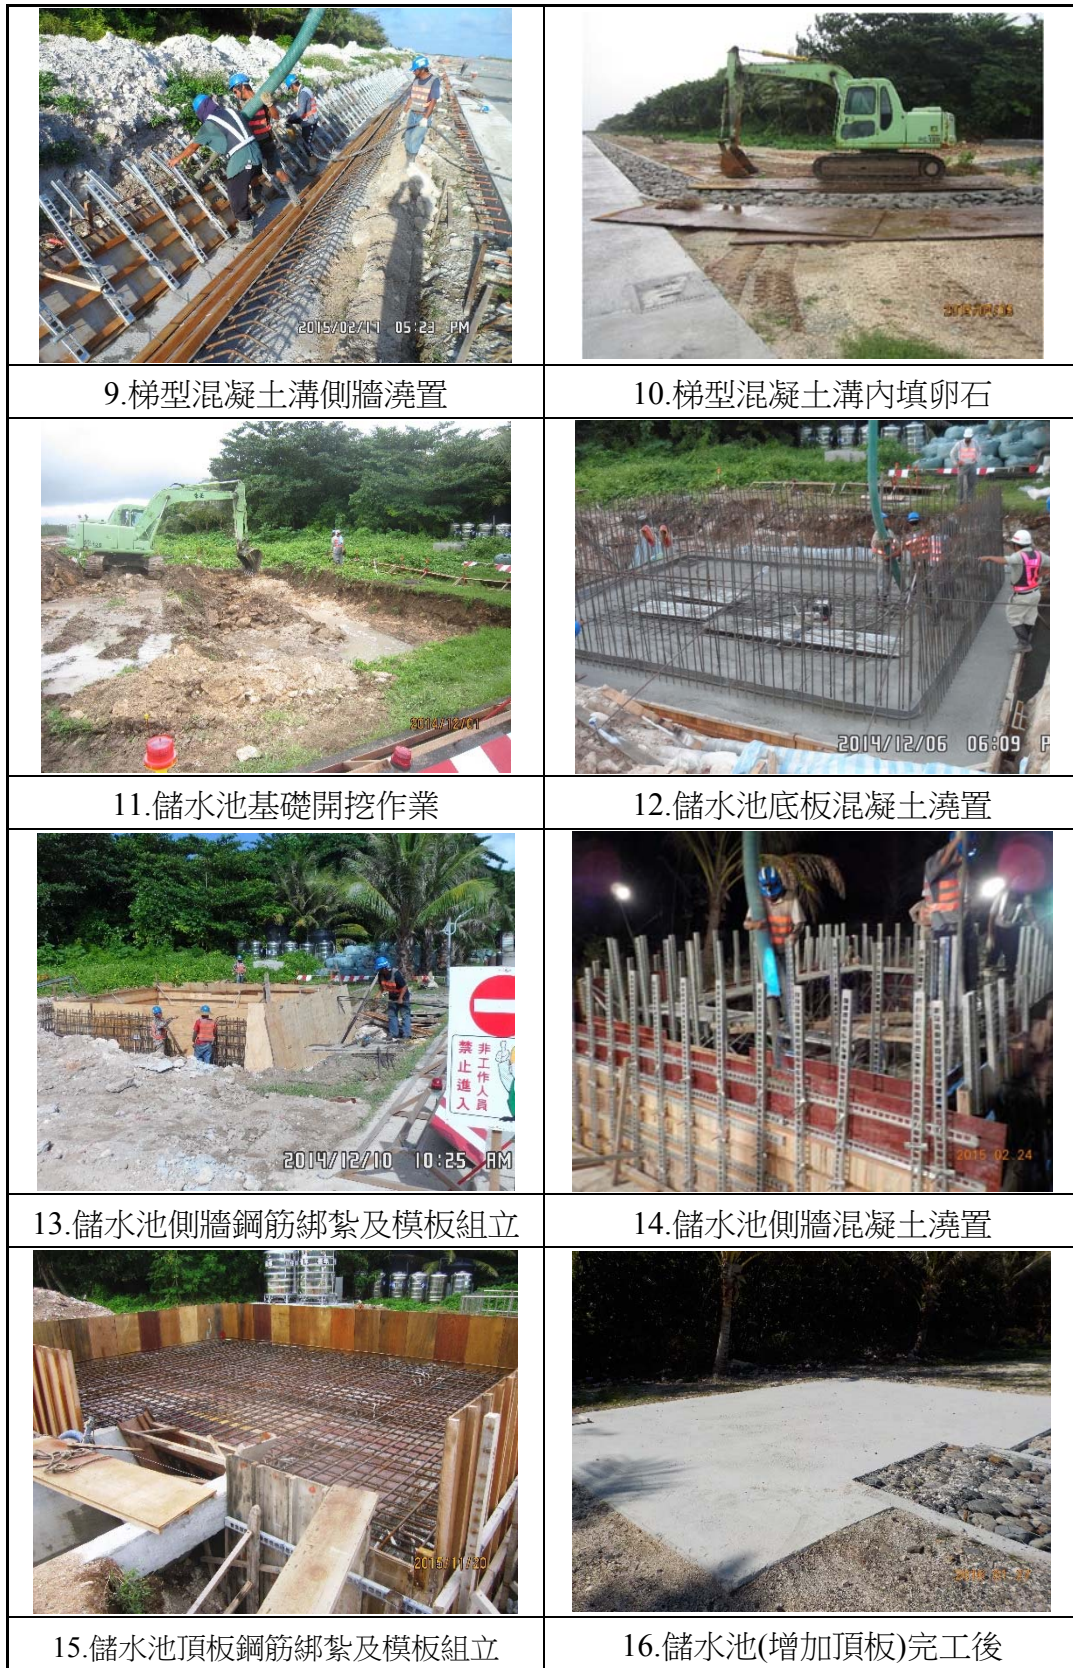 2015/02/11 05:23 PM
9.梯型混凝土溝側牆澆置
10.梯型混凝土溝內填卵石
2014/12/01
11.儲水池基礎開挖作業
2014/12/06 06:09 P
12.儲水池底板混凝土澆置
非工作人員
禁止進入
2014/12/10 10:25 AM
13.儲水池側牆鋼筋綁紮及模板組立
2015 02 24
14.儲水池側牆混凝土澆置
2015/11/20
15.儲水池頂板鋼筋綁紮及模板組立
16.儲水池(增加頂板)完工後